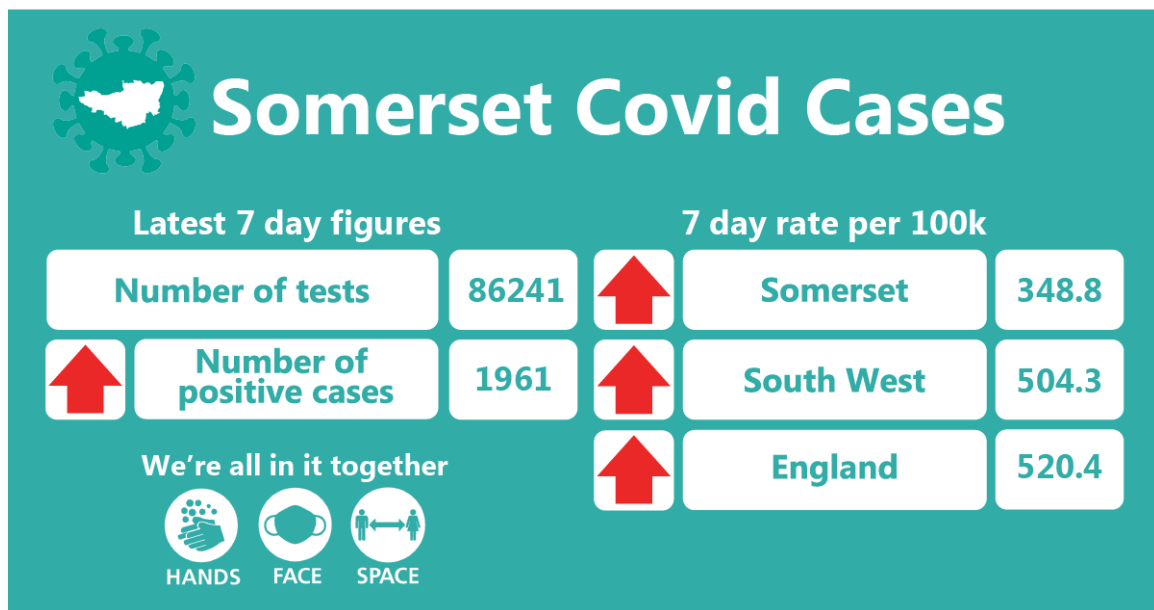 Somerset Covid Cases
Latest 7 day figures
Number of tests
86241
Number of
positive cases
1961
We're all in it together
HANDS
FACE
SPACE
7 day rate per 100k
Somerset
348.8
South West
504.3
England
520.4